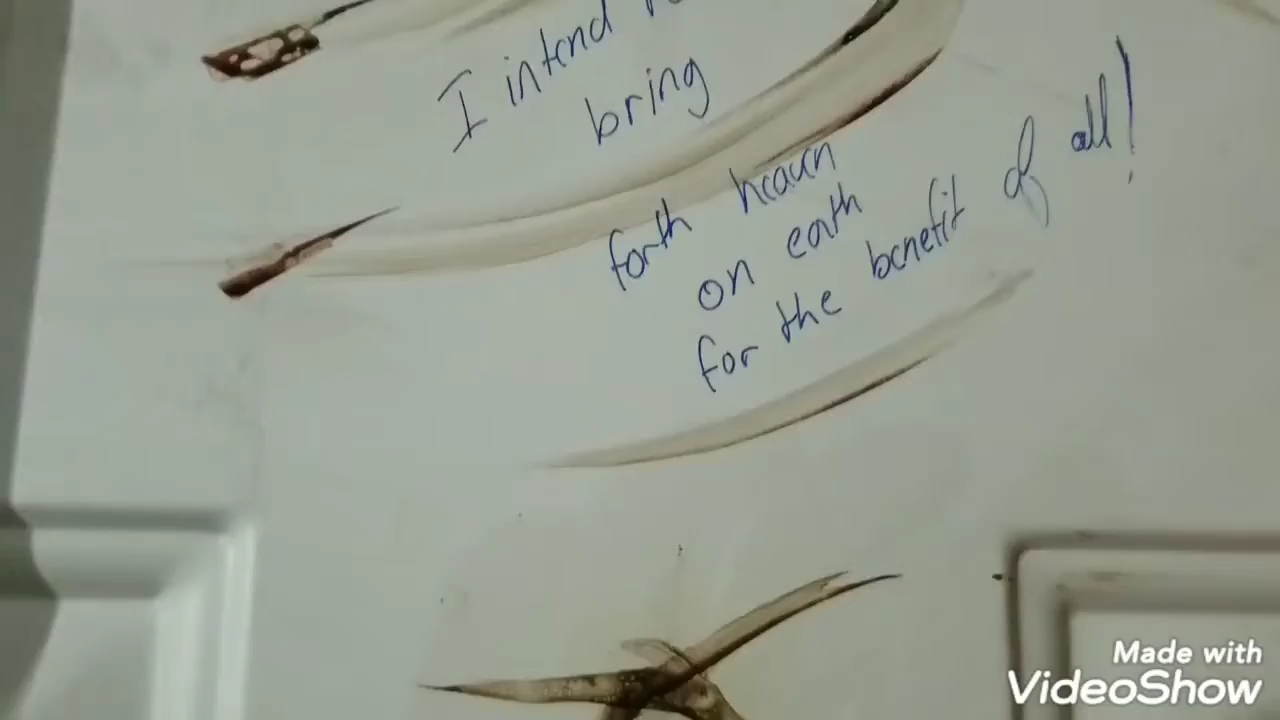 I intend
bring
forth heaven
on earth
for the benefit of all!
Made with
VideoShow